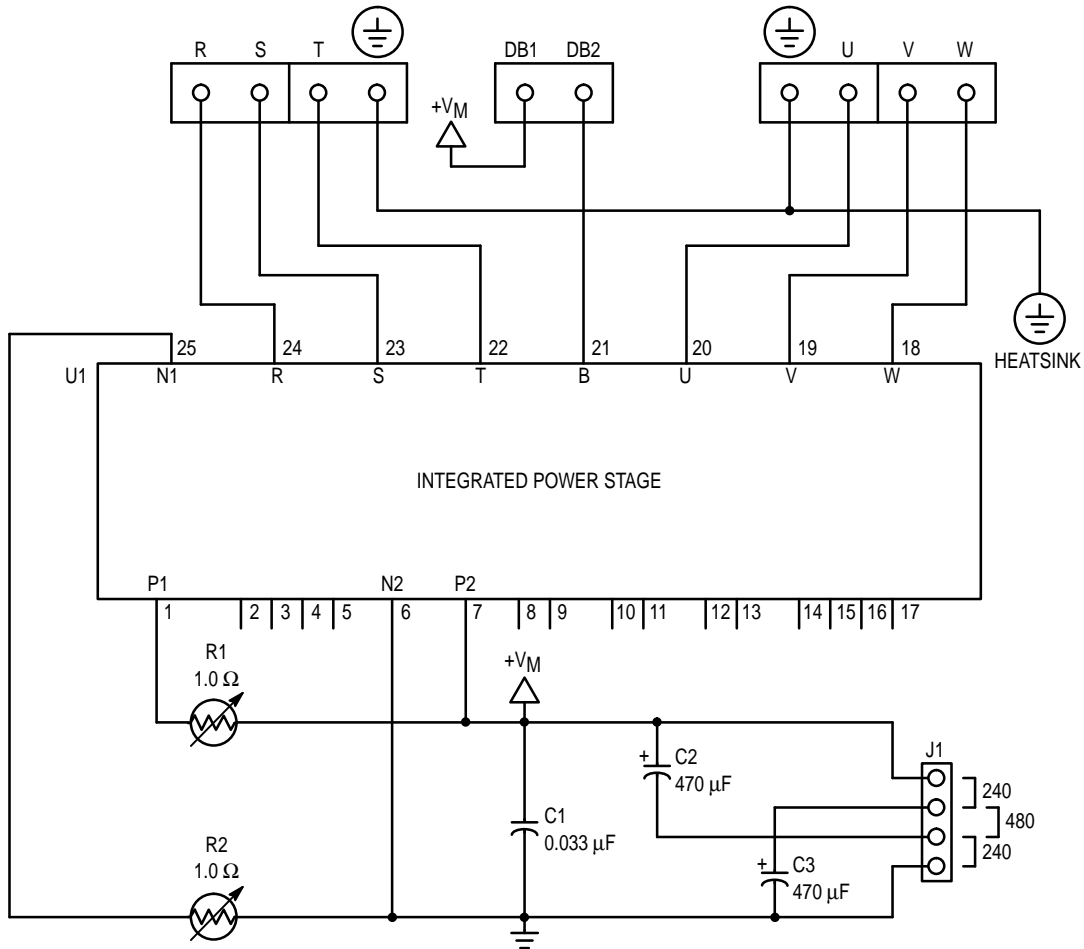 R S T DB1 DB2 U V W
+VM
25 24 23 22 21 20 19 18
HEATSINK
U1 N1 R S T B U V W
INTEGRATED POWER STAGE
P1 N2 P2
1 2 3 4 5 6 7 8 9 10 11 12 13 14 15 16 17
R1
1.0 Ω
+VM
J1
C2
470 μF
+
240
480
240
C1
0.033 μF
R2
1.0 Ω
C3
470 μF
+